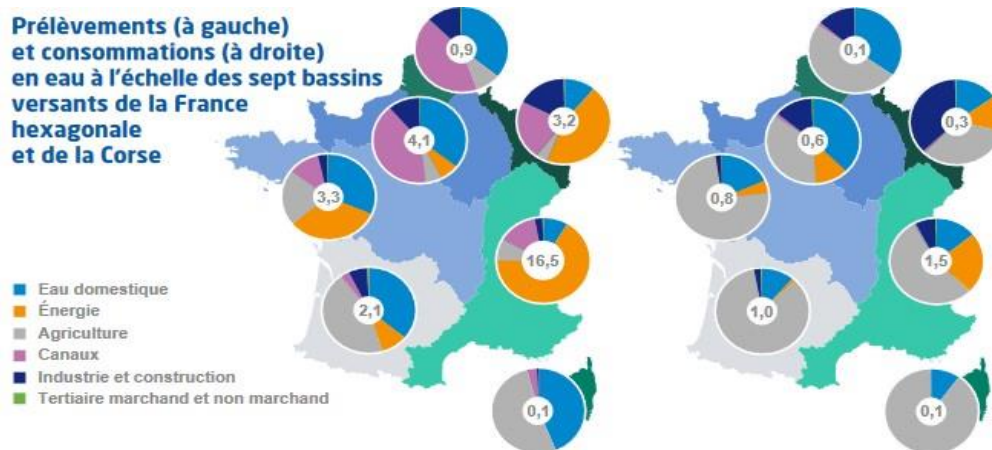 Prélèvements (à gauche)
et consommations (à droite)
en eau à l'échelle des sept bassins
versants de la France
hexagonale
et de la Corse
0,9
4,1
3,2
3,3
16,5
2,1
0,1
0,1
0,6
0,3
0,8
1,5
1,0
0,1
Eau domestique
Énergie
Agriculture
Canaux
Industrie et construction
Tertiaire marchand et non marchand